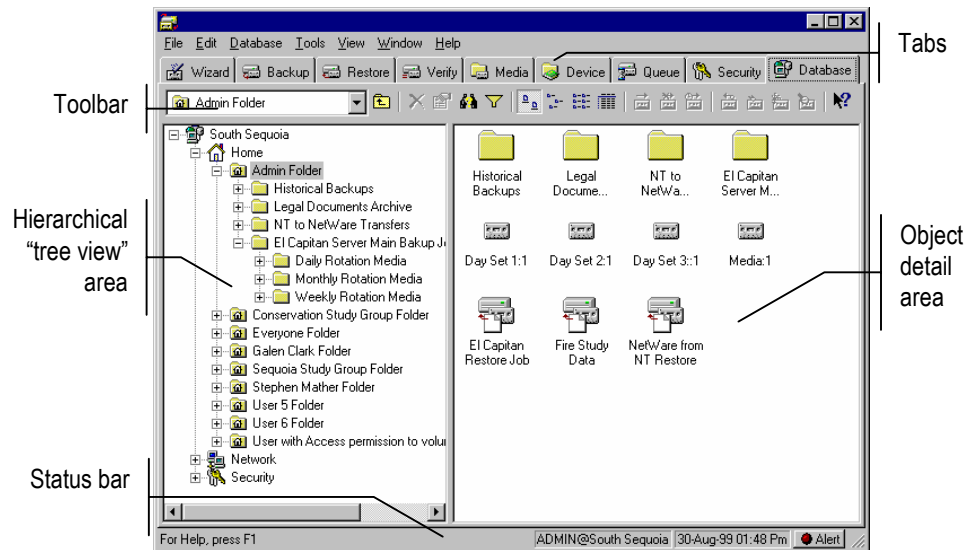 File Edit Database Tools View Window Help
Wizard Backup Restore Verify Media Device Queue Security Database
Tabs
Toolbar
Admin Folder
South Sequoia
Home
Admin Folder
Historical Backups
Legal Documents Archive
NT to NetWare Transfers
El Capitan Server Main Bakup J
Daily Rotation Media
Monthly Rotation Media
Weekly Rotation Media
Conservation Study Group Folder
Everyone Folder
Galen Clark Folder
Sequoia Study Group Folder
Stephen Mather Folder
User 5 Folder
User 6 Folder
User with Access permission to volu
Network
Security
Hierarchical
“tree view”
area
Historical
Backups
Legal
Docume...
NT to
NetWa...
El Capitan
Server M...
Day Set 1:1
Day Set 2:1
Day Set 3::1
Media:1
El Capitan
Restore Job
Fire Study
Data
NetWare from
NT Restore
Object
detail
area
Status bar
For Help, press F1
ADMIN@South Sequoia 30-Aug-99 01:48 Pm Alert